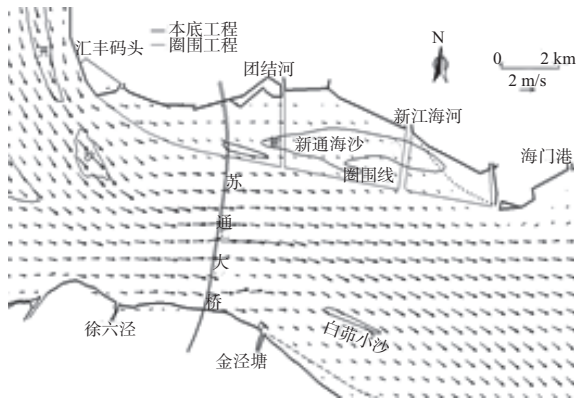 本底工程
圈围工程
N
0 2 km
2 m/s
汇丰码头
团结河
新江海河
新通海沙
海门港
圈围线
苏通大桥
徐六泾
白茆小沙
金泾塘